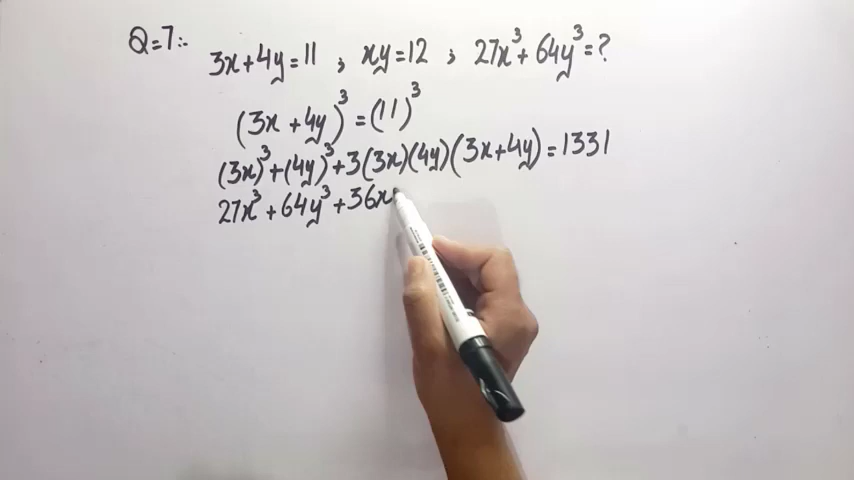 Q=7:- 3x+4y=11 ; xy=12 ; 27x³+64y³=?
(3x+4y)³=(11)³
(3x)³+(4y)³+3(3x)(4y)(3x+4y)=1331
27x³+64y³+36x